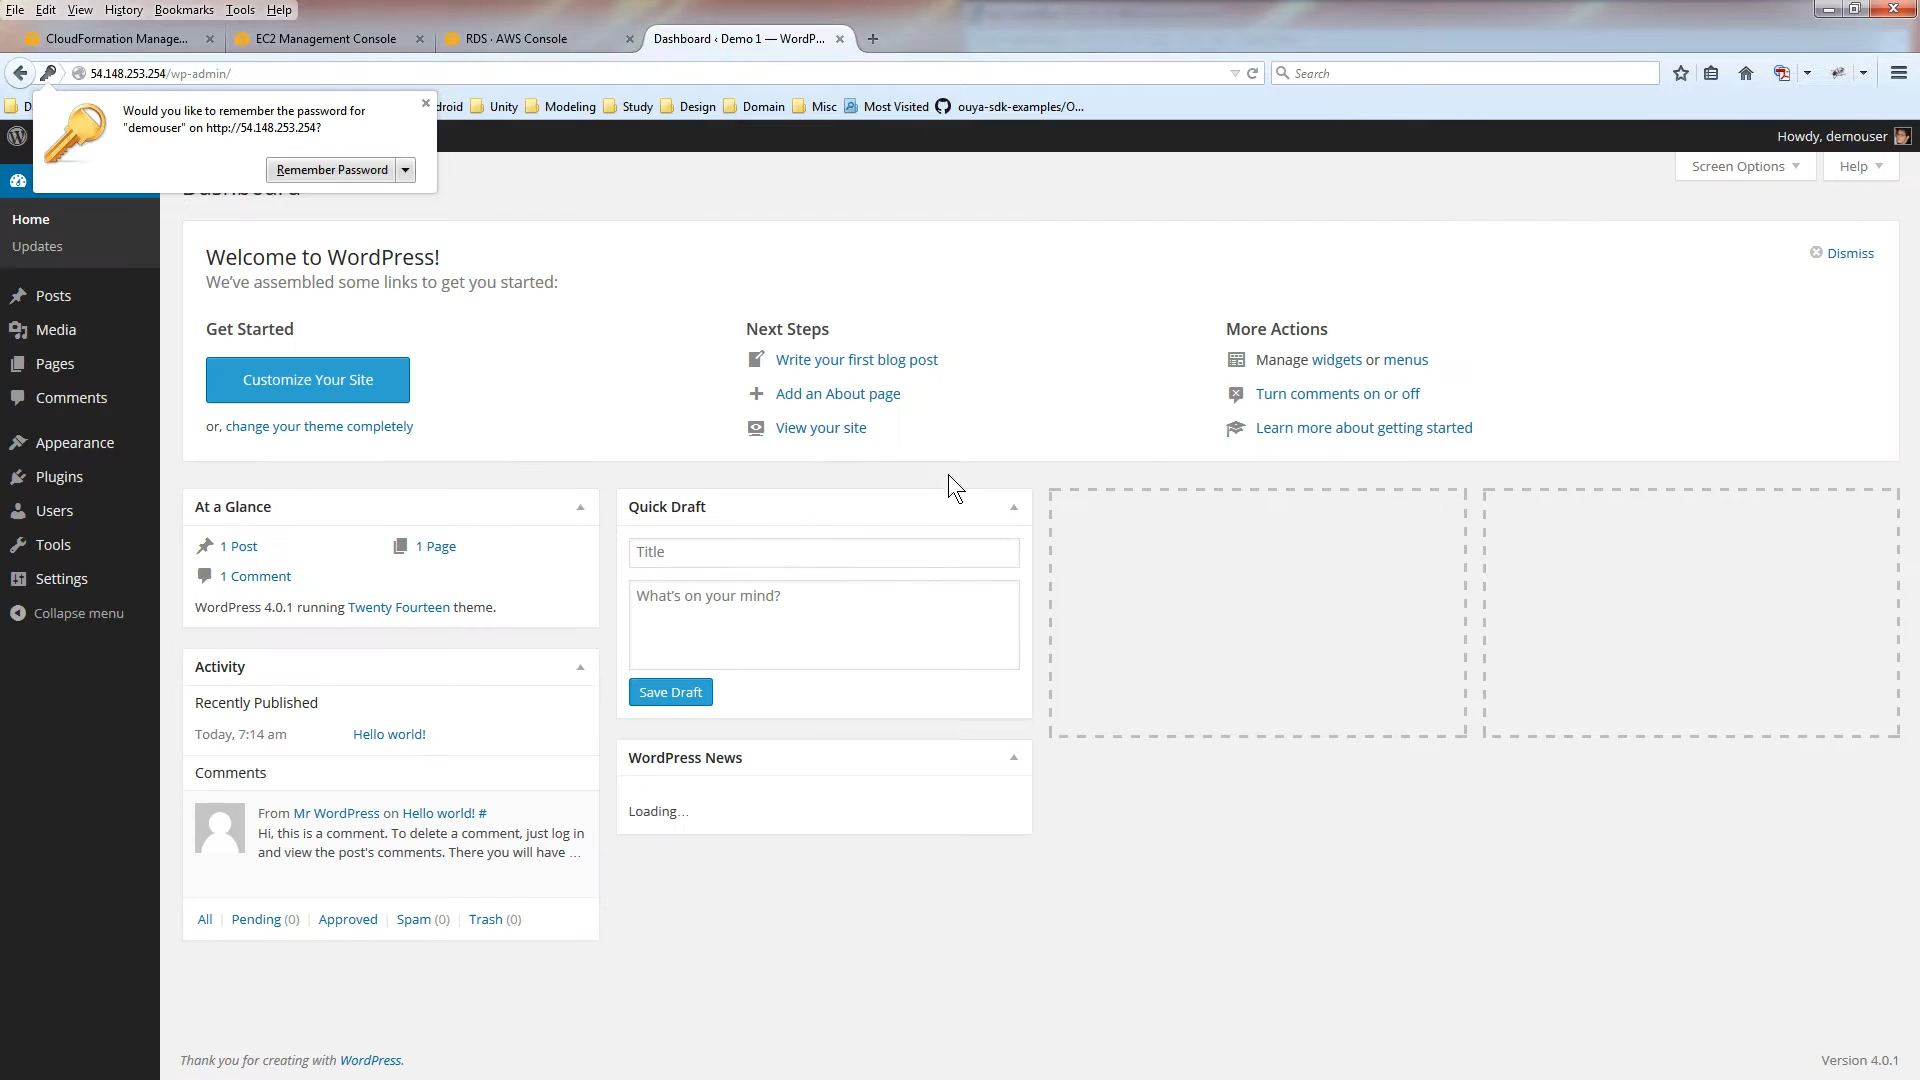 File Edit View History Bookmarks Tools Help
CloudFormation Manage... EC2 Management Console RDS · AWS Console Dashboard ‹ Demo 1 — WordP...
54.148.253.254/wp-admin/ Search
D
Would you like to remember the password for
"demouser" on http://54.148.253.254?
Remember Password
droid Unity Modeling Study Design Domain Misc Most Visited ouya-sdk-examples/O...
Howdy, demouser
Screen Options Help
Home
Updates
Posts
Media
Pages
Comments
Appearance
Plugins
Users
Tools
Settings
Collapse menu
Welcome to WordPress!
We've assembled some links to get you started:
Dismiss
Get Started
Customize Your Site
or, change your theme completely
Next Steps
Write your first blog post
Add an About page
View your site
More Actions
Manage widgets or menus
Turn comments on or off
Learn more about getting started
At a Glance
1 Post 1 Page
1 Comment
WordPress 4.0.1 running Twenty Fourteen theme.
Activity
Recently Published
Today, 7:14 am Hello world!
Comments
From Mr WordPress on Hello world! #
Hi, this is a comment. To delete a comment, just log in
and view the post's comments. There you will have …
All | Pending (0) | Approved | Spam (0) | Trash (0)
Quick Draft
Title
What's on your mind?
Save Draft
WordPress News
Loading…
Thank you for creating with WordPress.
Version 4.0.1